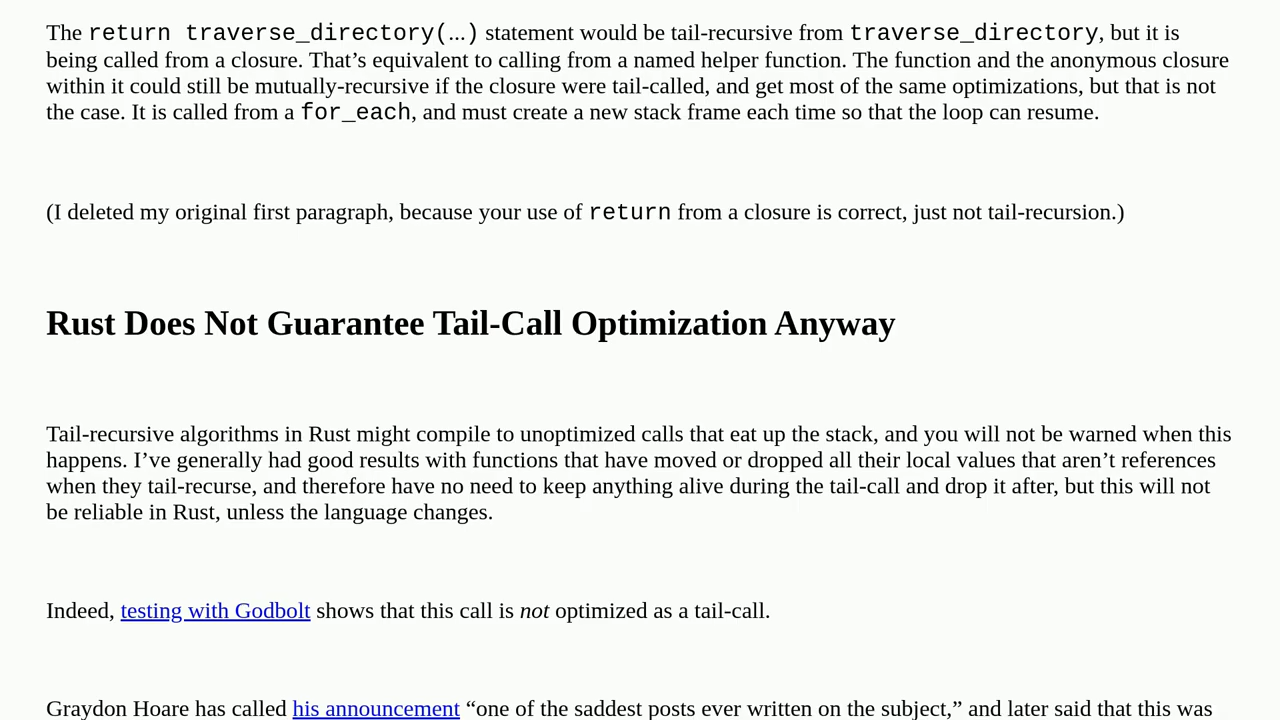 The return traverse_directory(...) statement would be tail-recursive from traverse_directory, but it is
being called from a closure. That’s equivalent to calling from a named helper function. The function and the anonymous closure
within it could still be mutually-recursive if the closure were tail-called, and get most of the same optimizations, but that is not
the case. It is called from a for_each, and must create a new stack frame each time so that the loop can resume.
(I deleted my original first paragraph, because your use of return from a closure is correct, just not tail-recursion.)
Rust Does Not Guarantee Tail-Call Optimization Anyway
Tail-recursive algorithms in Rust might compile to unoptimized calls that eat up the stack, and you will not be warned when this
happens. I’ve generally had good results with functions that have moved or dropped all their local values that aren’t references
when they tail-recurse, and therefore have no need to keep anything alive during the tail-call and drop it after, but this will not
be reliable in Rust, unless the language changes.
Indeed, testing with Godbolt shows that this call is not optimized as a tail-call.
Graydon Hoare has called his announcement “one of the saddest posts ever written on the subject,” and later said that this was